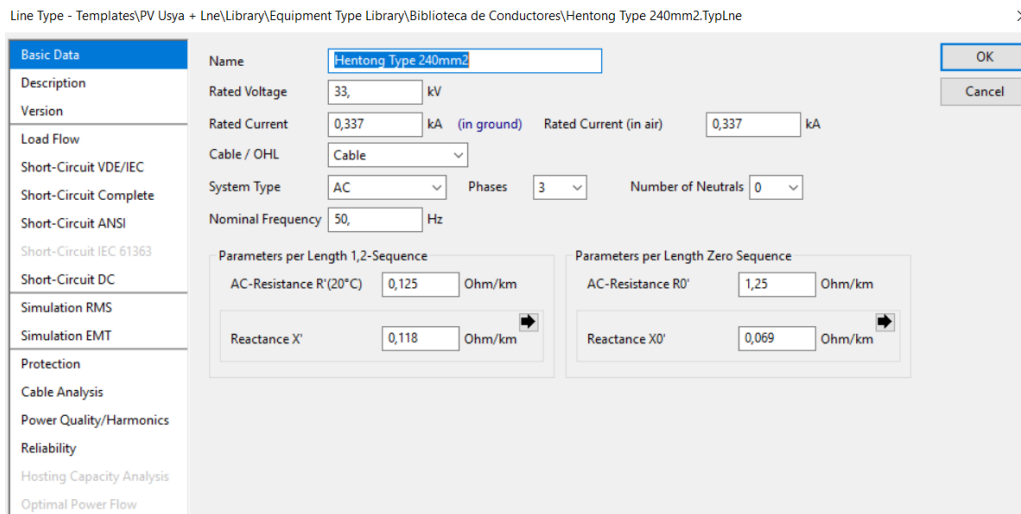 Line Type - Templates\PV Usya + Lne\Library\Equipment Type Library\Biblioteca de Conductores\Hentong Type 240mm2.TypLne
Basic Data
Description
Version
Load Flow
Short-Circuit VDE/IEC
Short-Circuit Complete
Short-Circuit ANSI
Short-Circuit IEC 61363
Short-Circuit DC
Simulation RMS
Simulation EMT
Protection
Cable Analysis
Power Quality/Harmonics
Reliability
Hosting Capacity Analysis
Optimal Power Flow
Name Hentong Type 240mm2
Rated Voltage 33, kV
Rated Current 0,337 kA (in ground) Rated Current (in air) 0,337 kA
Cable / OHL Cable
System Type AC Phases 3 Number of Neutrals 0
Nominal Frequency 50, Hz
Parameters per Length 1,2-Sequence
AC-Resistance R'(20°C) 0,125 Ohm/km
Reactance X' 0,118 Ohm/km
Parameters per Length Zero Sequence
AC-Resistance R0' 1,25 Ohm/km
Reactance X0' 0,069 Ohm/km
OK
Cancel